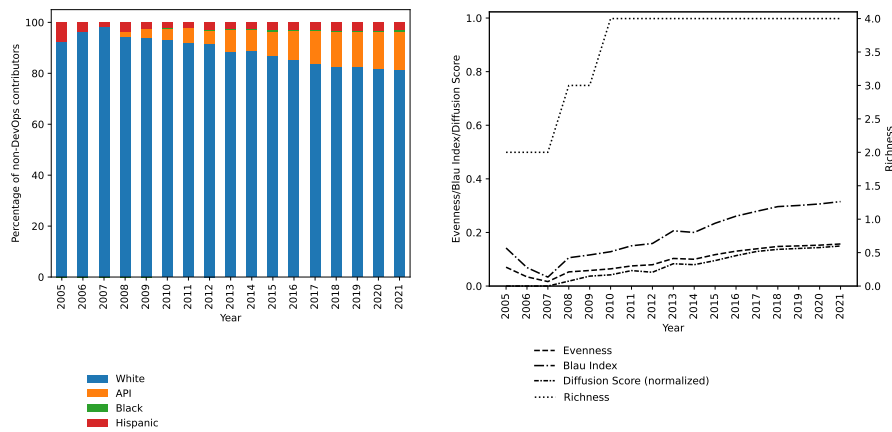 Percentage of non-DevOps contributors
100
80
60
40
20
0
2005 2006 2007 2008 2009 2010 2011 2012 2013 2014 2015 2016 2017 2018 2019 2020 2021
Year
White
API
Black
Hispanic
Evenness/Blau Index/Diffusion Score
1.0
0.8
0.6
0.4
0.2
0.0
4.0
3.5
3.0
2.5
2.0
1.5
1.0
0.5
0.0
Richness
2005 2006 2007 2008 2009 2010 2011 2012 2013 2014 2015 2016 2017 2018 2019 2020 2021
Year
Evenness
Blau Index
Diffusion Score (normalized)
Richness